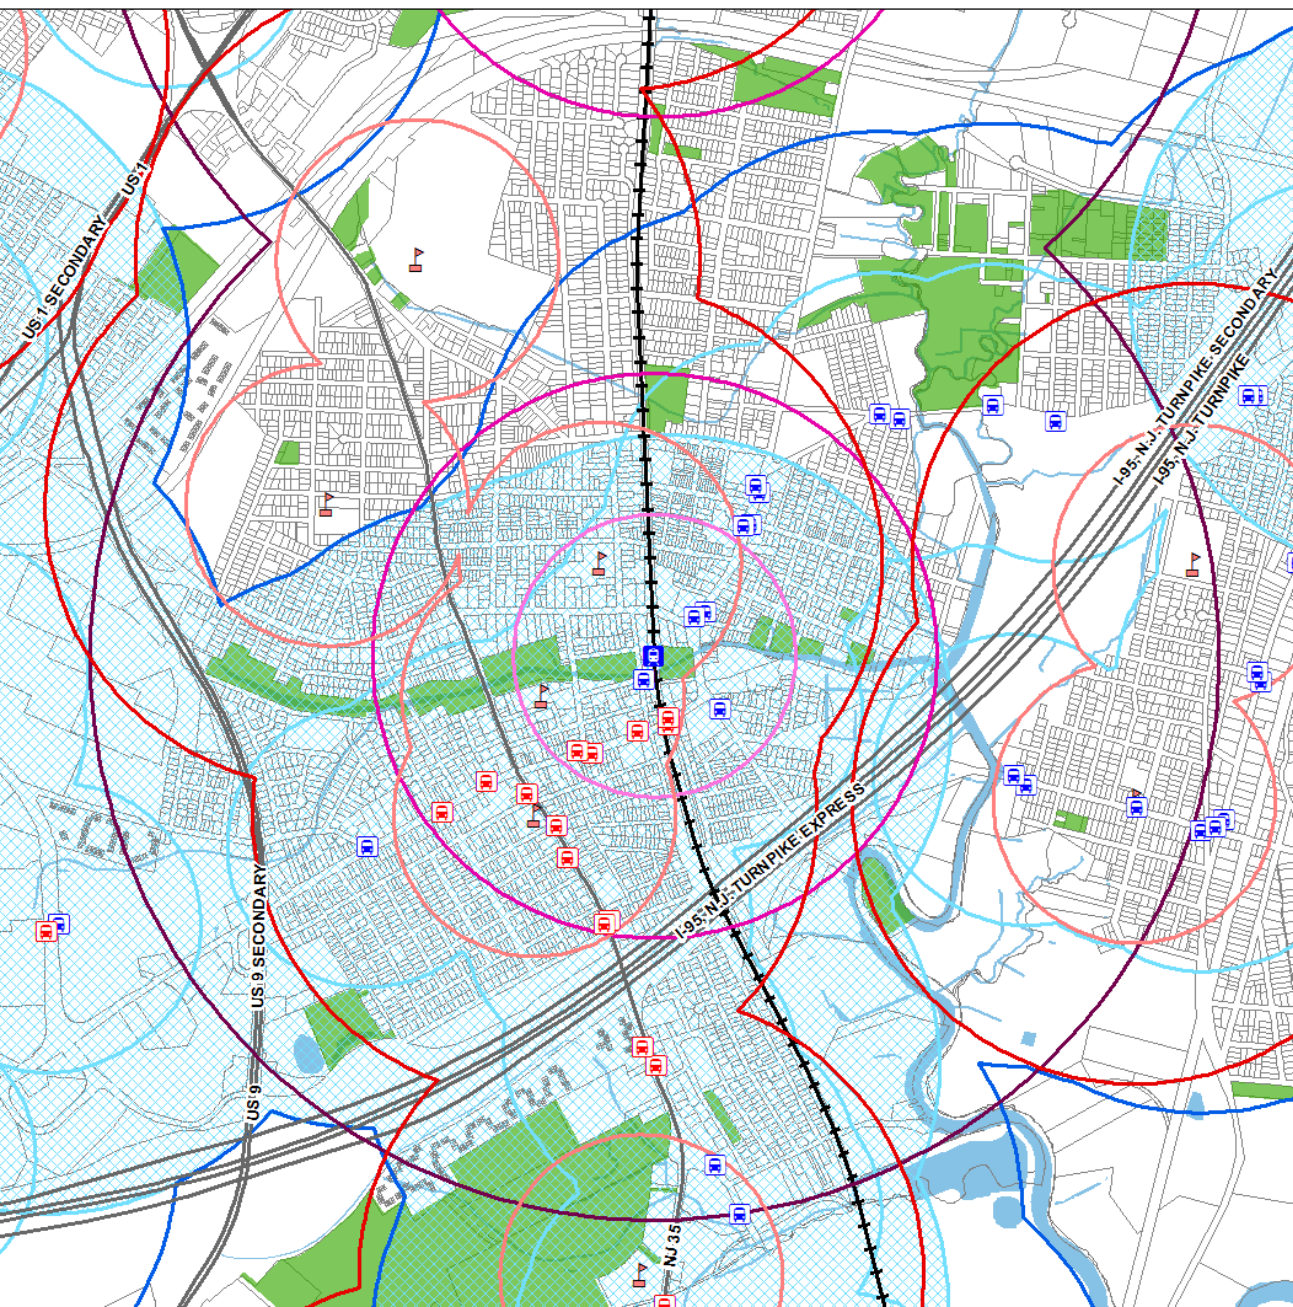 US 1
US 1 SECONDARY
I-95; N.J. TURNPIKE SECONDARY
I-95; N.J. TURNPIKE
I-95; N.J. TURNPIKE EXPRESS
US 9 SECONDARY
US 9
NJ 35